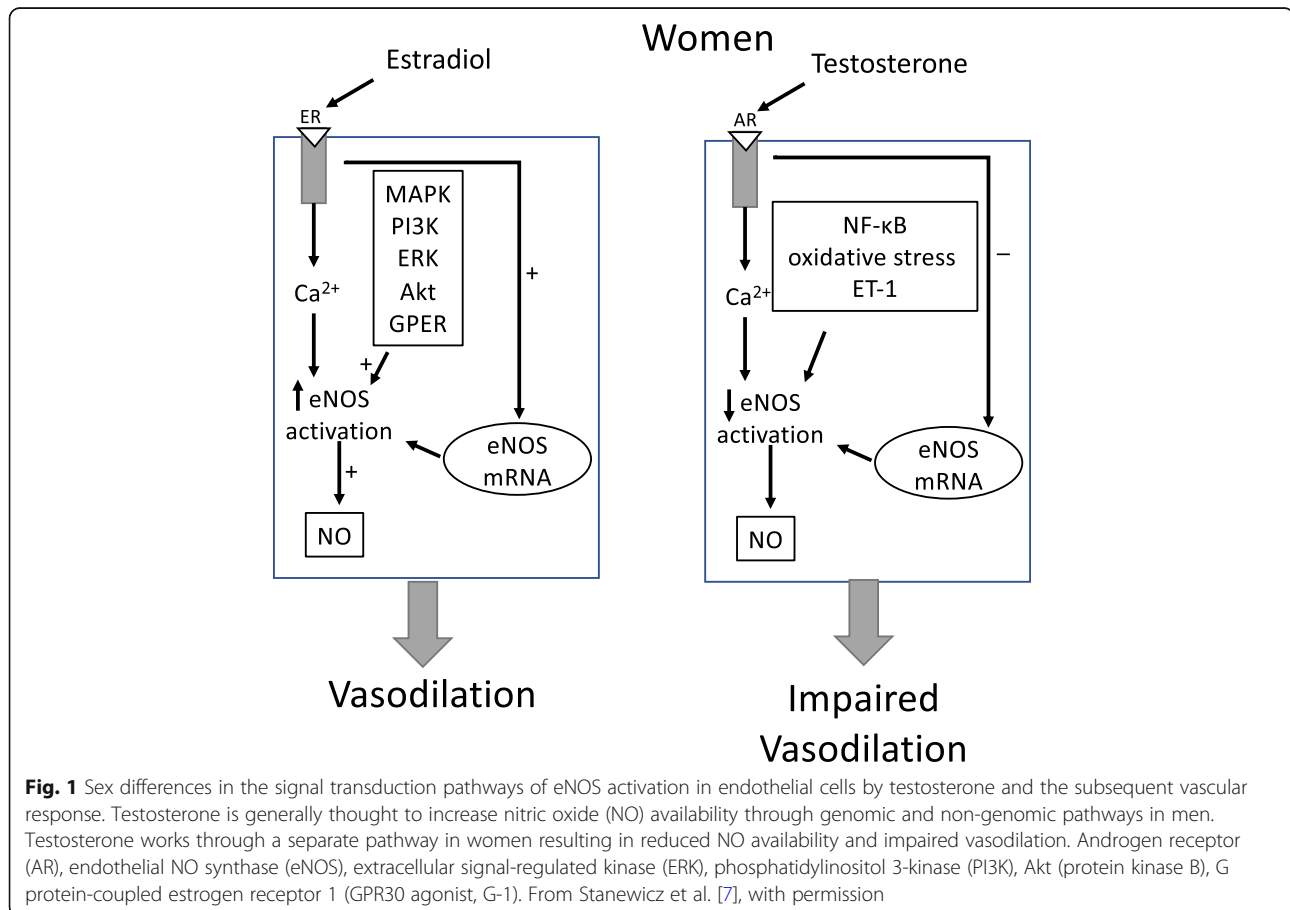 Women
Estradiol
ER
MAPK
PI3K
ERK
Akt
GPER
+
Ca²⁺
+
↑ eNOS
activation
+
eNOS
mRNA
NO
Vasodilation
Testosterone
AR
NF-κB
oxidative stress
ET-1
–
Ca²⁺
↓ eNOS
activation
eNOS
mRNA
NO
Impaired
Vasodilation
Fig. 1 Sex differences in the signal transduction pathways of eNOS activation in endothelial cells by testosterone and the subsequent vascular
response. Testosterone is generally thought to increase nitric oxide (NO) availability through genomic and non-genomic pathways in men.
Testosterone works through a separate pathway in women resulting in reduced NO availability and impaired vasodilation. Androgen receptor
(AR), endothelial NO synthase (eNOS), extracellular signal-regulated kinase (ERK), phosphatidylinositol 3-kinase (PI3K), Akt (protein kinase B), G
protein-coupled estrogen receptor 1 (GPR30 agonist, G-1). From Stanewicz et al. [7], with permission